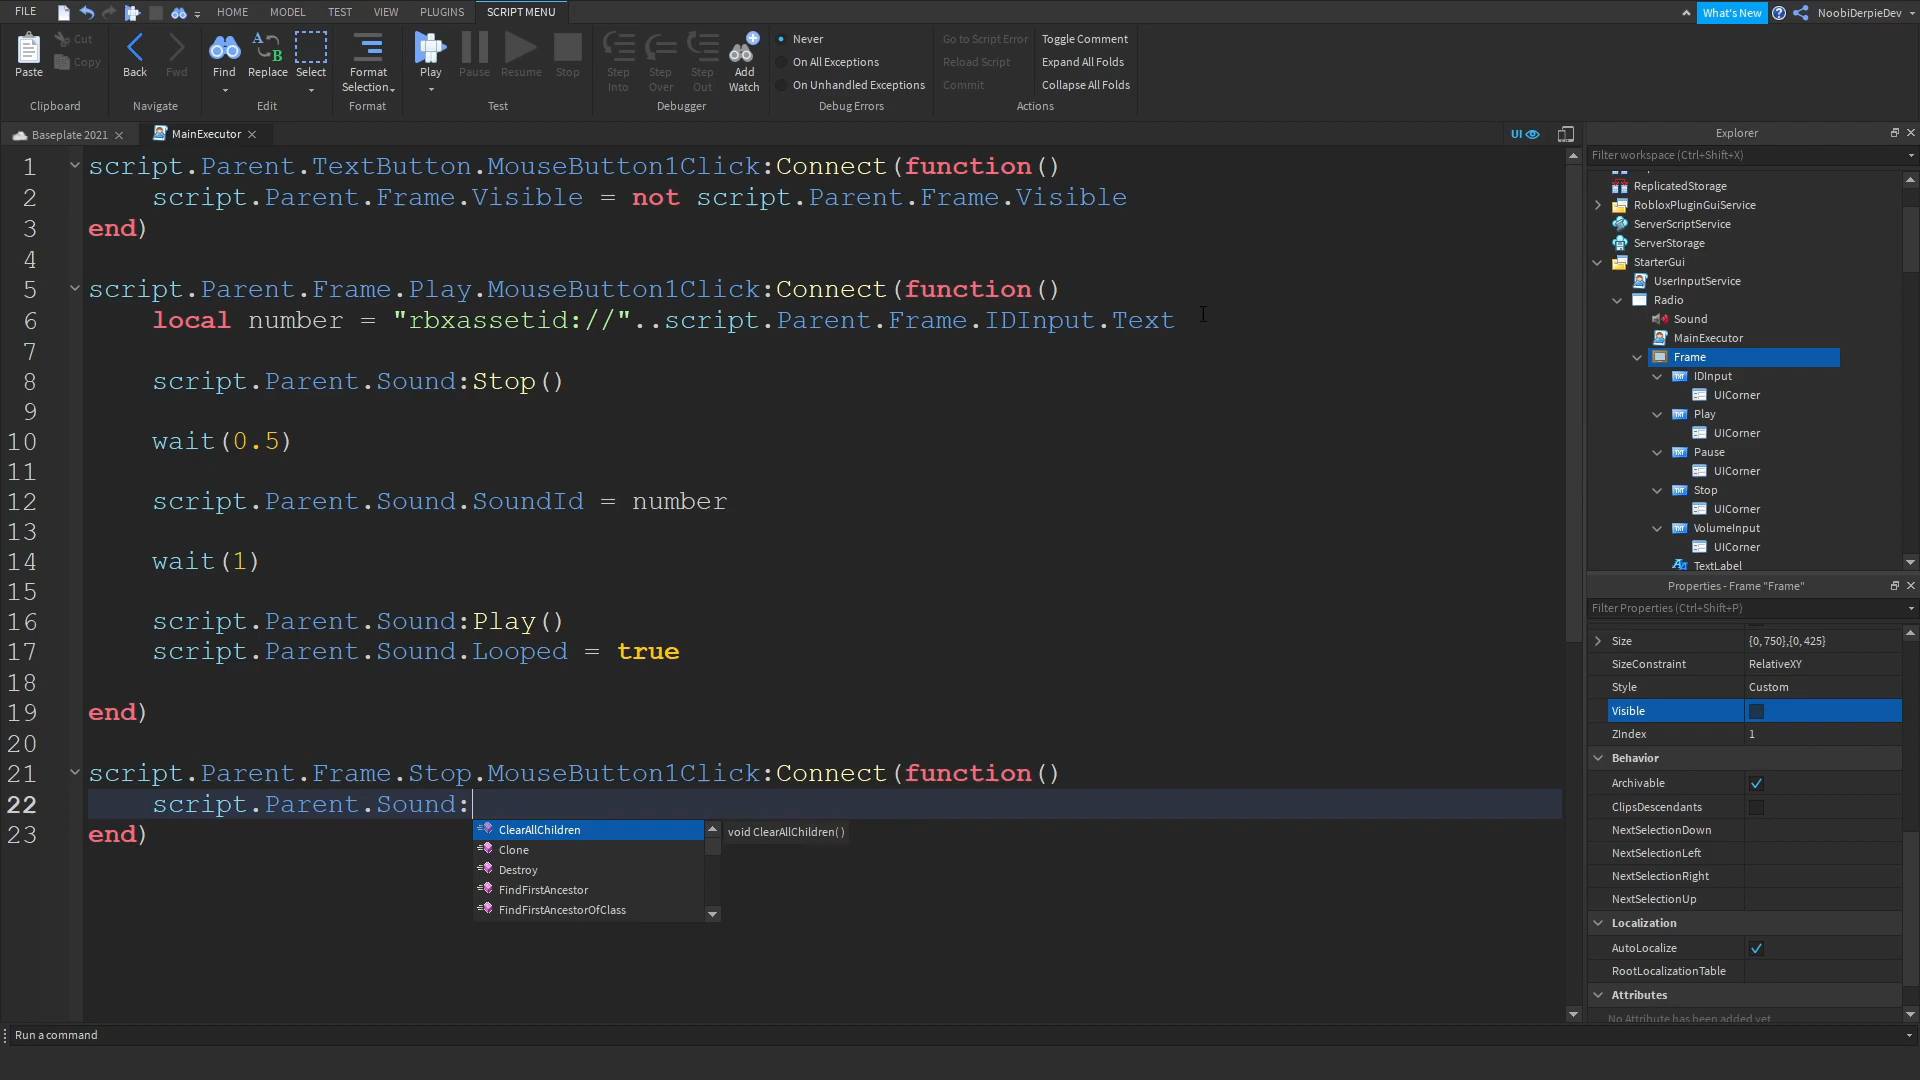 FILE HOME MODEL TEST VIEW PLUGINS SCRIPT MENU What's New NoobiDerpieDev
Paste Cut Copy Back Fwd Find Replace Select Format Selection Play Pause Resume Stop Step Into Step Over Step Out Add Watch
Never
On All Exceptions
On Unhandled Exceptions
Go to Script Error
Reload Script
Commit
Toggle Comment
Expand All Folds
Collapse All Folds
Clipboard Navigate Edit Format Test Debugger Debug Errors Actions
Baseplate 2021 MainExecutor UI
1 script.Parent.TextButton.MouseButton1Click:Connect(function()
2 script.Parent.Frame.Visible = not script.Parent.Frame.Visible
3 end)
4
5 script.Parent.Frame.Play.MouseButton1Click:Connect(function()
6 local number = "rbxassetid://"..script.Parent.Frame.IDInput.Text
7
8 script.Parent.Sound:Stop()
9
10 wait(0.5)
11
12 script.Parent.Sound.SoundId = number
13
14 wait(1)
15
16 script.Parent.Sound:Play()
17 script.Parent.Sound.Looped = true
18
19 end)
20
21 script.Parent.Frame.Stop.MouseButton1Click:Connect(function()
22 script.Parent.Sound:
23 end)
ClearAllChildren void ClearAllChildren()
Clone
Destroy
FindFirstAncestor
FindFirstAncestorOfClass
Explorer
Filter workspace (Ctrl+Shift+X)
ReplicatedStorage
RobloxPluginGuiService
ServerScriptService
ServerStorage
StarterGui
UserInputService
Radio
Sound
MainExecutor
Frame
IDInput
UICorner
Play
UICorner
Pause
UICorner
Stop
UICorner
VolumeInput
UICorner
TextLabel
Properties - Frame "Frame"
Filter Properties (Ctrl+Shift+P)
Size {0, 750},{0, 425}
SizeConstraint RelativeXY
Style Custom
Visible
ZIndex 1
Behavior
Archivable
ClipsDescendants
NextSelectionDown
NextSelectionLeft
NextSelectionRight
NextSelectionUp
Localization
AutoLocalize
RootLocalizationTable
Attributes
No Attribute has been added yet
Run a command